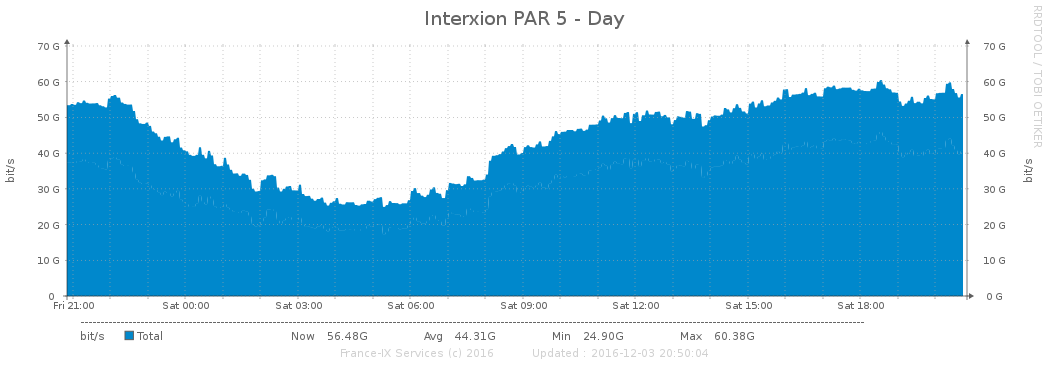 Interxion PAR 5 - Day
RRDTOOL / TOBI OETIKER
bit/s
70 G
60 G
50 G
40 G
30 G
20 G
10 G
0
70 G
60 G
50 G
40 G
30 G
20 G
10 G
0 G
bit/s
Fri 21:00 Sat 00:00 Sat 03:00 Sat 06:00 Sat 09:00 Sat 12:00 Sat 15:00 Sat 18:00
bit/s Total Now 56.48G Avg 44.31G Min 24.90G Max 60.38G
France-IX Services (c) 2016 Updated : 2016-12-03 20:50:04